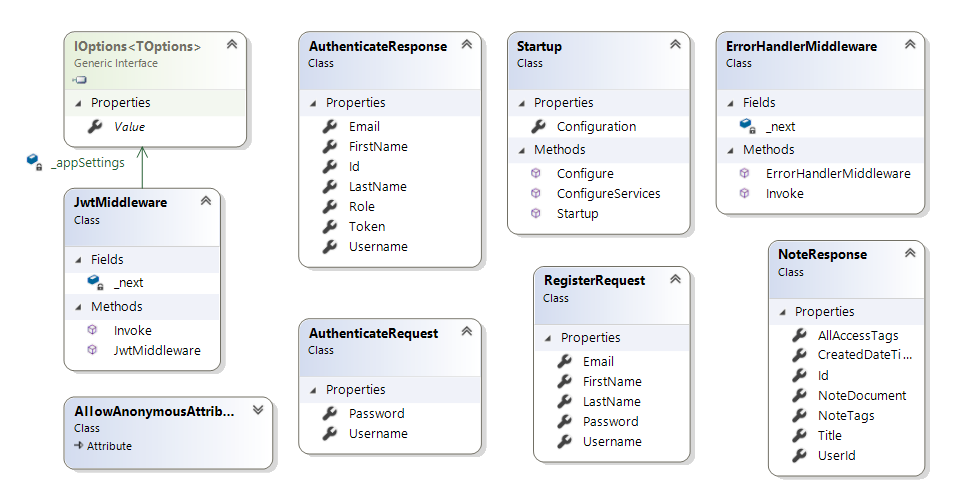 IOptions<TOptions>
Generic Interface
Properties
Value
_appSettings
JwtMiddleware
Class
Fields
_next
Methods
Invoke
JwtMiddleware
AllowAnonymousAttrib...
Class
Attribute
AuthenticateResponse
Class
Properties
Email
FirstName
Id
LastName
Role
Token
Username
AuthenticateRequest
Class
Properties
Password
Username
Startup
Class
Properties
Configuration
Methods
Configure
ConfigureServices
Startup
RegisterRequest
Class
Properties
Email
FirstName
LastName
Password
Username
ErrorHandlerMiddleware
Class
Fields
_next
Methods
ErrorHandlerMiddleware
Invoke
NoteResponse
Class
Properties
AllAccessTags
CreatedDateTi...
Id
NoteDocument
NoteTags
Title
UserId